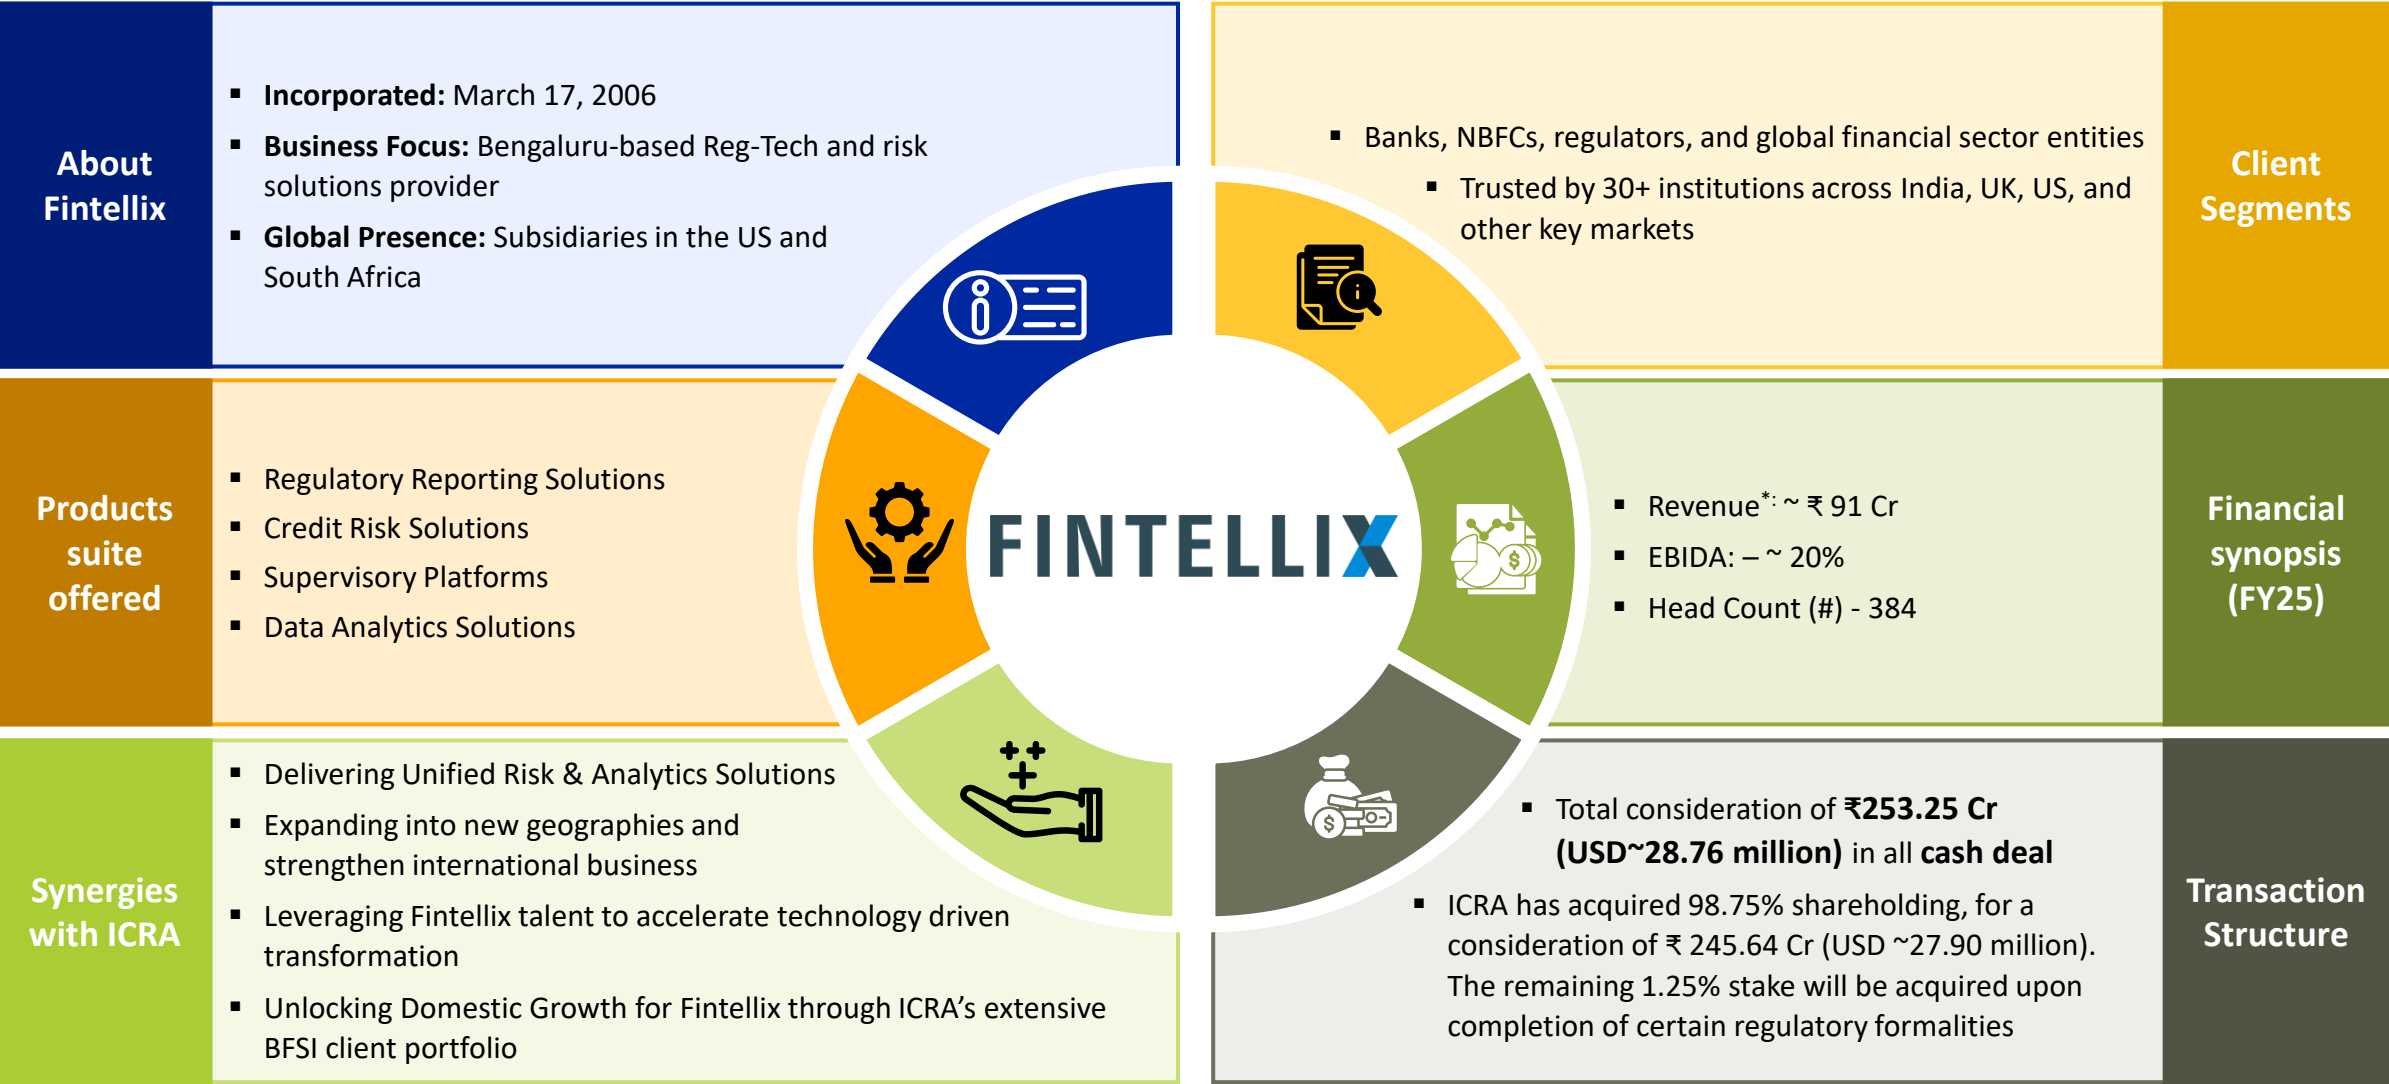 About
Fintellix
▪ Incorporated: March 17, 2006
▪ Business Focus: Bengaluru-based Reg-Tech and risk
solutions provider
▪ Global Presence: Subsidiaries in the US and
South Africa
Products
suite
offered
▪ Regulatory Reporting Solutions
▪ Credit Risk Solutions
▪ Supervisory Platforms
▪ Data Analytics Solutions
Synergies
with ICRA
▪ Delivering Unified Risk & Analytics Solutions
▪ Expanding into new geographies and
strengthen international business
▪ Leveraging Fintellix talent to accelerate technology driven
transformation
▪ Unlocking Domestic Growth for Fintellix through ICRA’s extensive
BFSI client portfolio
FINTELLIX
▪ Banks, NBFCs, regulators, and global financial sector entities
▪ Trusted by 30+ institutions across India, UK, US, and
other key markets
Client
Segments
▪ Revenue*: ~ ₹ 91 Cr
▪ EBIDA: – ~ 20%
▪ Head Count (#) - 384
Financial
synopsis
(FY25)
▪ Total consideration of ₹253.25 Cr
(USD~28.76 million) in all cash deal
▪ ICRA has acquired 98.75% shareholding, for a
consideration of ₹ 245.64 Cr (USD ~27.90 million).
The remaining 1.25% stake will be acquired upon
completion of certain regulatory formalities
Transaction
Structure